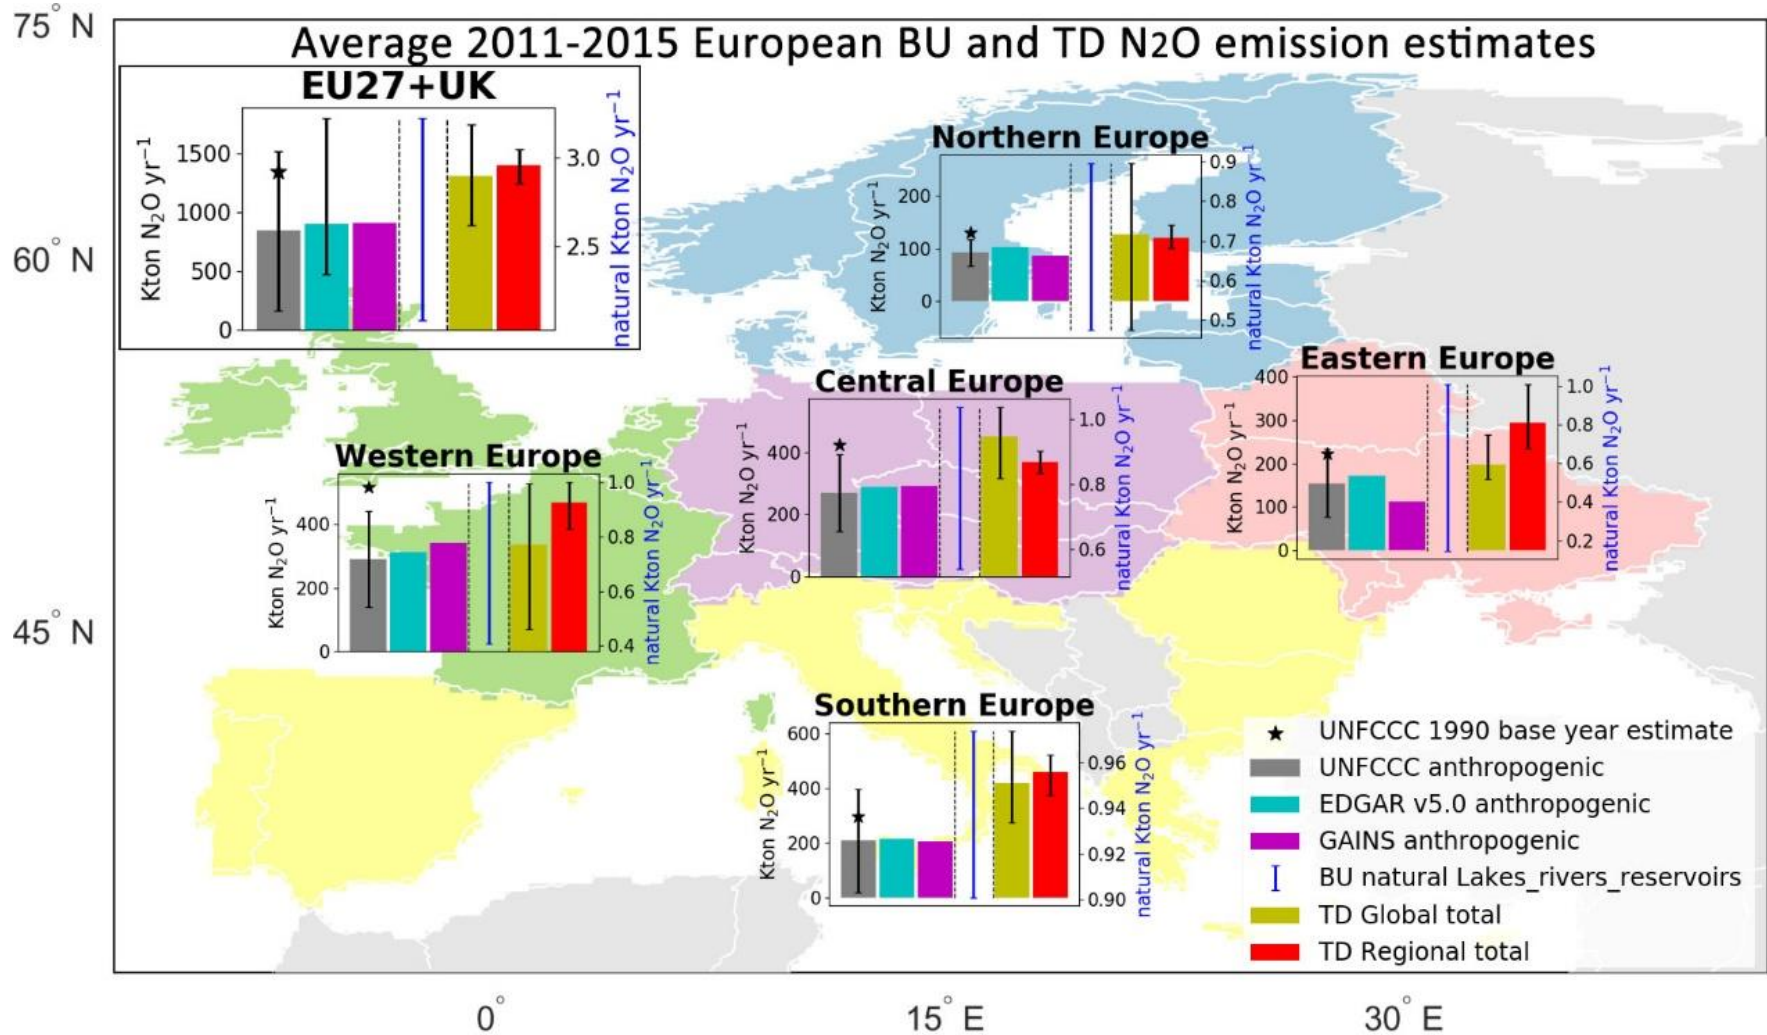 Average 2011-2015 European BU and TD N2O emission estimates
75° N
60° N
45° N
0°
15° E
30° E
EU27+UK
Kton N₂O yr⁻¹
1500
1000
500
0
3.0
2.5
natural Kton N₂O yr⁻¹
Northern Europe
Kton N₂O yr⁻¹
200
100
0
0.9
0.8
0.7
0.6
0.5
natural Kton N₂O yr⁻¹
Eastern Europe
Kton N₂O yr⁻¹
400
300
200
100
0
1.0
0.8
0.6
0.4
0.2
natural Kton N₂O yr⁻¹
Central Europe
Kton N₂O yr⁻¹
400
200
0
1.0
0.8
0.6
natural Kton N₂O yr⁻¹
Western Europe
Kton N₂O yr⁻¹
400
200
0
1.0
0.8
0.6
0.4
natural Kton N₂O yr⁻¹
Southern Europe
Kton N₂O yr⁻¹
600
400
200
0
0.96
0.94
0.92
0.90
natural Kton N₂O yr⁻¹
UNFCCC 1990 base year estimate
UNFCCC anthropogenic
EDGAR v5.0 anthropogenic
GAINS anthropogenic
BU natural Lakes_rivers_reservoirs
TD Global total
TD Regional total